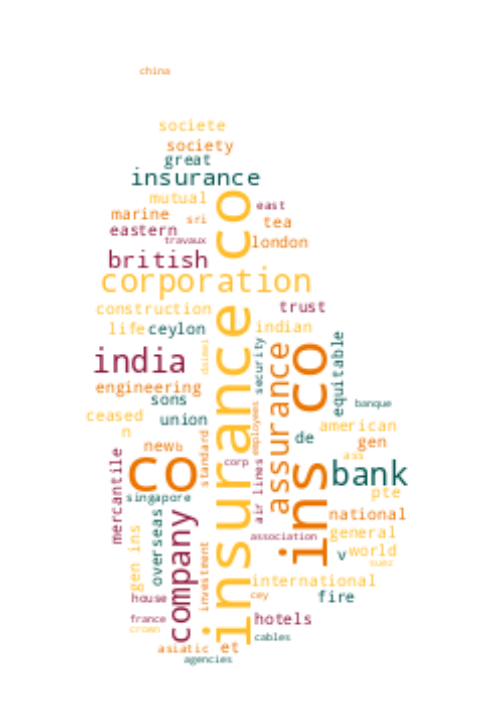 china
societe
society
great
insurance
mutual
east
marine
sri
tea
eastern
travaux
london
british
corporation
insurance co
construction
trust
life
ceylon
indian
india
daimei
security
assurance
ins co
equitable
engineering
sons
banque
ceased
union
american
n
employees
de
gen
new
b
standard
ass
co
corp
bank
mercantile
air lines
singapore
pte
gen ins
overseas
company
national
association
general
v
world
suez
investment
international
house
cey
fire
france
hotels
crown
cables
asiatic
et
agencies